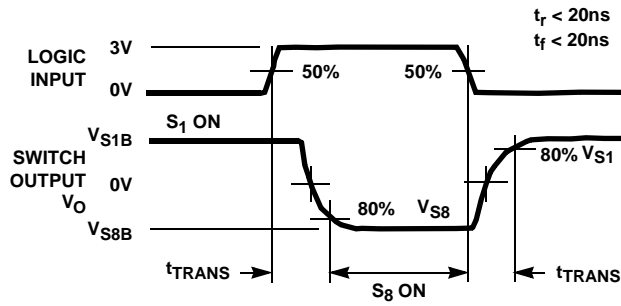 tr < 20ns
tf < 20ns
LOGIC
INPUT
3V
0V
50%
50%
S1 ON
VS1B
SWITCH
OUTPUT
VO
0V
VS8B
80%
VS8
80% VS1
tTRANS
S8 ON
tTRANS